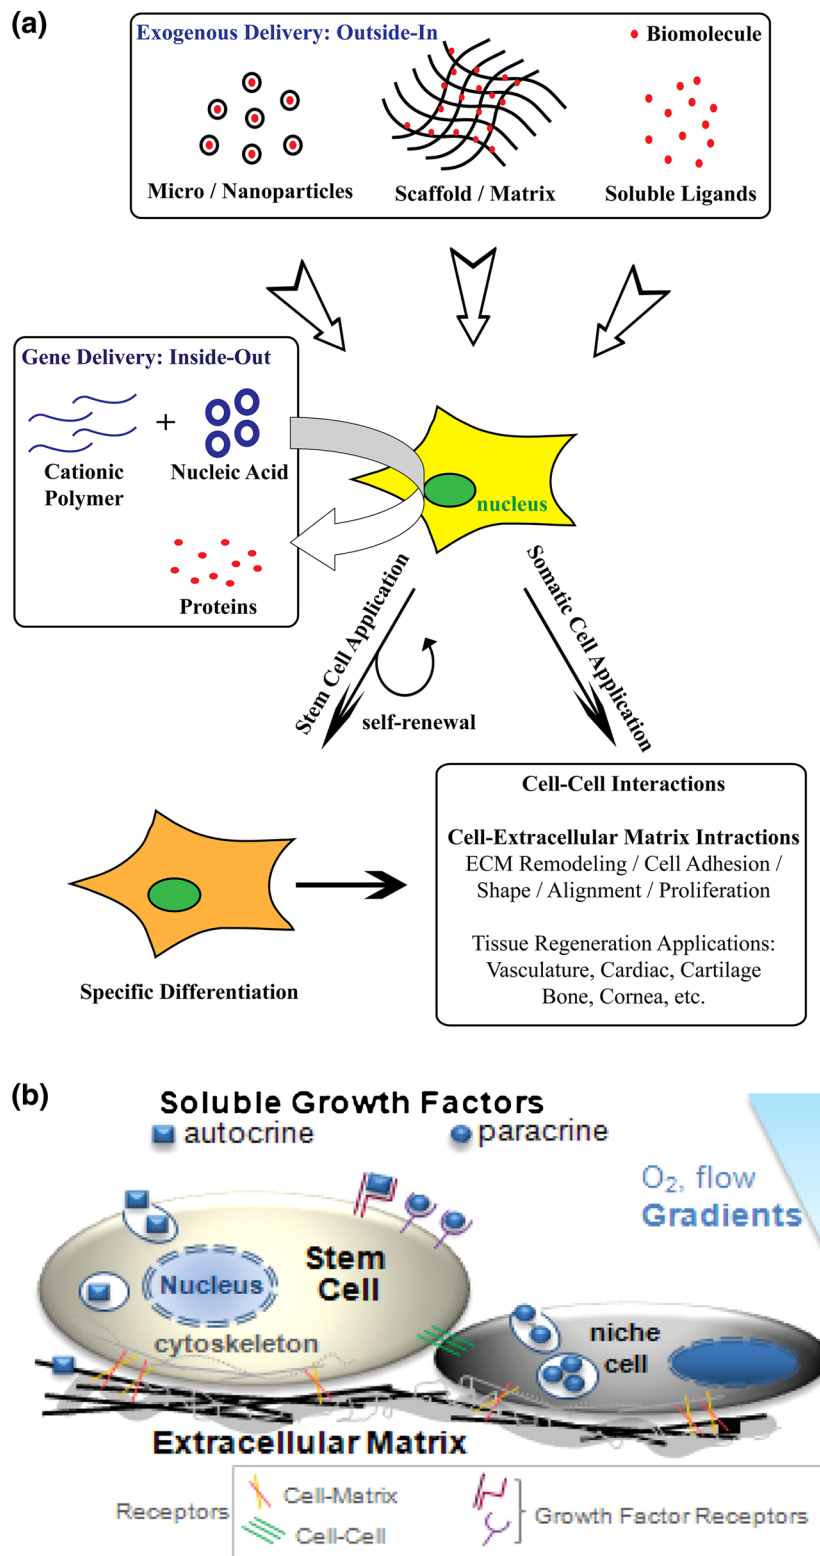 (a)
Exogenous Delivery: Outside-In
Biomolecule
Micro / Nanoparticles
Scaffold / Matrix
Soluble Ligands
Gene Delivery: Inside-Out
+
Cationic
Polymer
Nucleic Acid
Proteins
nucleus
Stem Cell Application
Somatic Cell Application
self-renewal
Specific Differentiation
Cell-Cell Interactions
Cell-Extracellular Matrix Intractions
ECM Remodeling / Cell Adhesion /
Shape / Alignment / Proliferation
Tissue Regeneration Applications:
Vasculature, Cardiac, Cartilage
Bone, Cornea, etc.
(b)
Soluble Growth Factors
autocrine
paracrine
O₂, flow
Gradients
Stem
Cell
Nucleus
cytoskeleton
niche
cell
Extracellular Matrix
Receptors
Cell-Matrix
Cell-Cell
Growth Factor Receptors